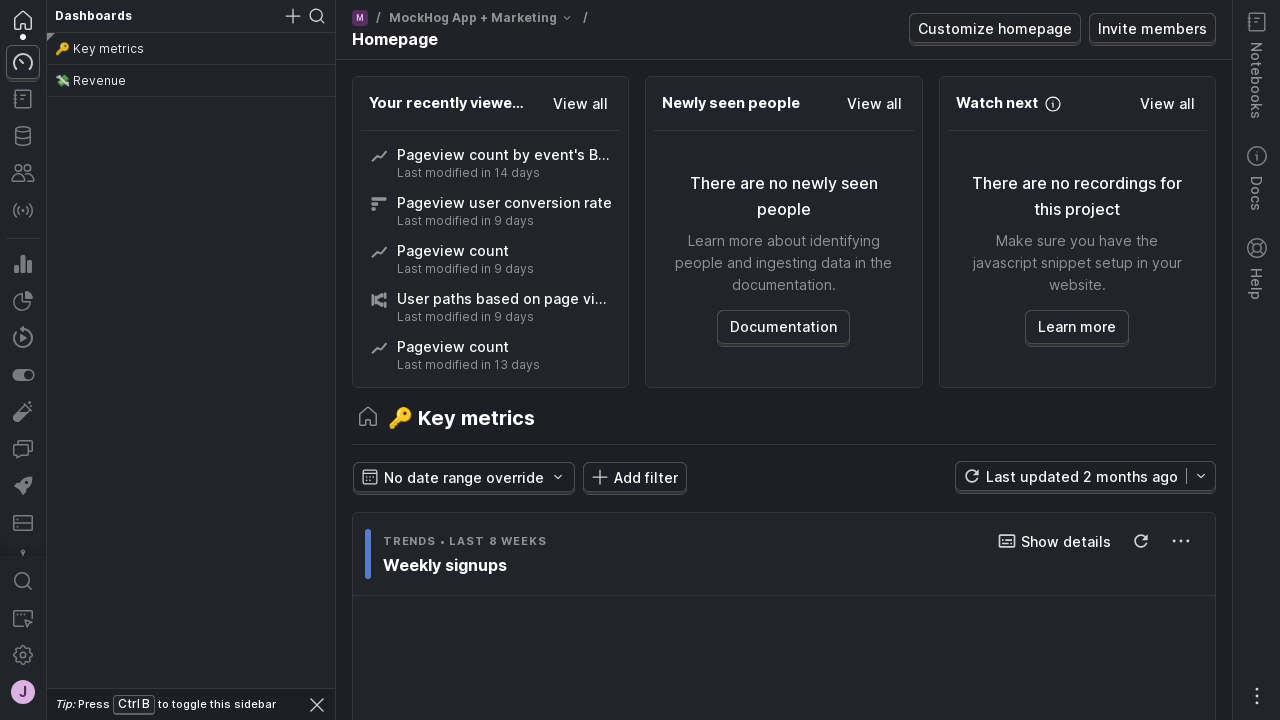 Dashboards
🔑 Key metrics
💸 Revenue
Tip: Press Ctrl B to toggle this sidebar
J
M / MockHog App + Marketing /
Homepage
Customize homepage
Invite members
Your recently viewe...
View all
Pageview count by event's B...
Last modified in 14 days
Pageview user conversion rate
Last modified in 9 days
Pageview count
Last modified in 9 days
User paths based on page vi...
Last modified in 9 days
Pageview count
Last modified in 13 days
Newly seen people
View all
There are no newly seen
people
Learn more about identifying
people and ingesting data in the
documentation.
Documentation
Watch next
View all
There are no recordings for
this project
Make sure you have the
javascript snippet setup in your
website.
Learn more
🔑 Key metrics
No date range override
Add filter
Last updated 2 months ago
TRENDS • LAST 8 WEEKS
Weekly signups
Show details
Notebooks
Docs
Help